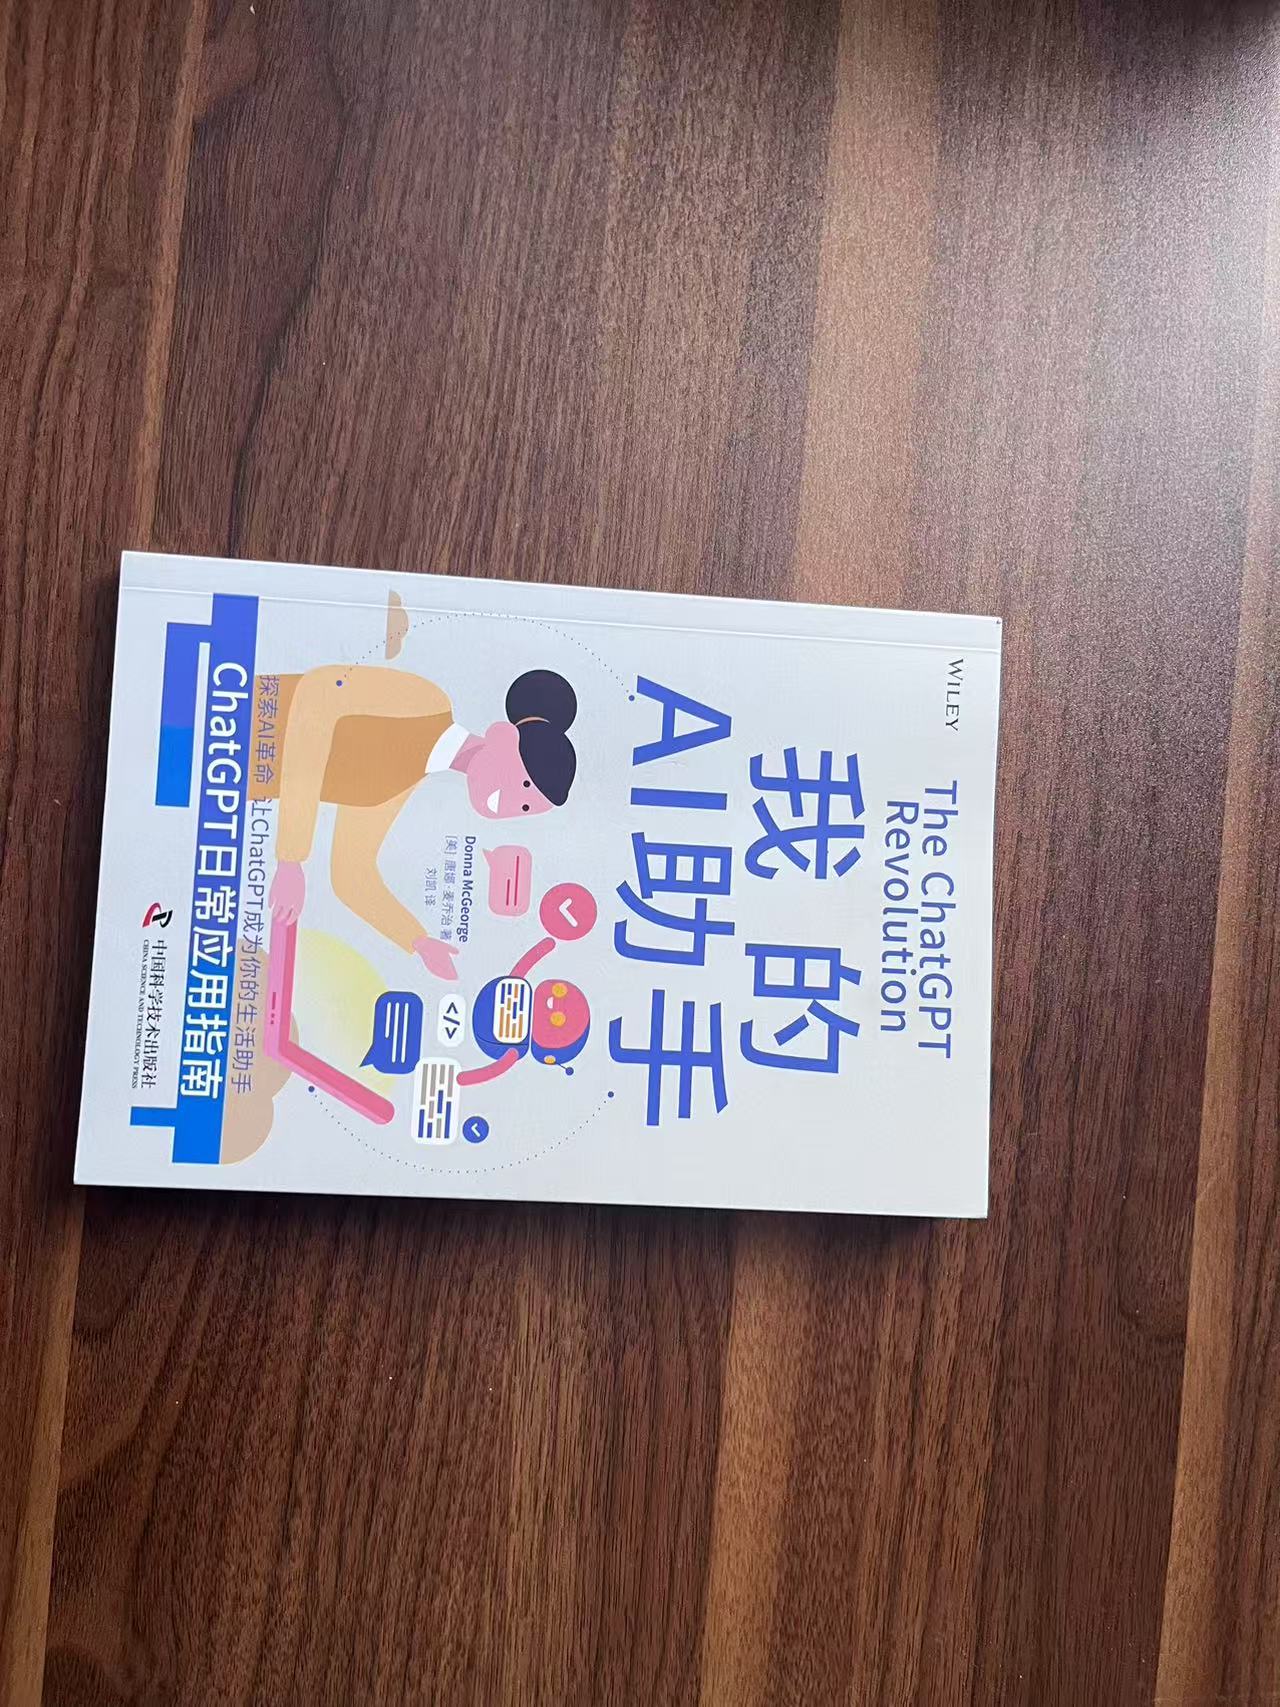 WILEY
The ChatGPT
Revolution
我的
AI助手
Donna McGeorge
[美] 唐娜·麦乔治 著
刘凯 译
</>
探索AI革命 让ChatGPT成为你的生活助手
ChatGPT日常应用指南
中国科学技术出版社
CHINA SCIENCE AND TECHNOLOGY PRESS